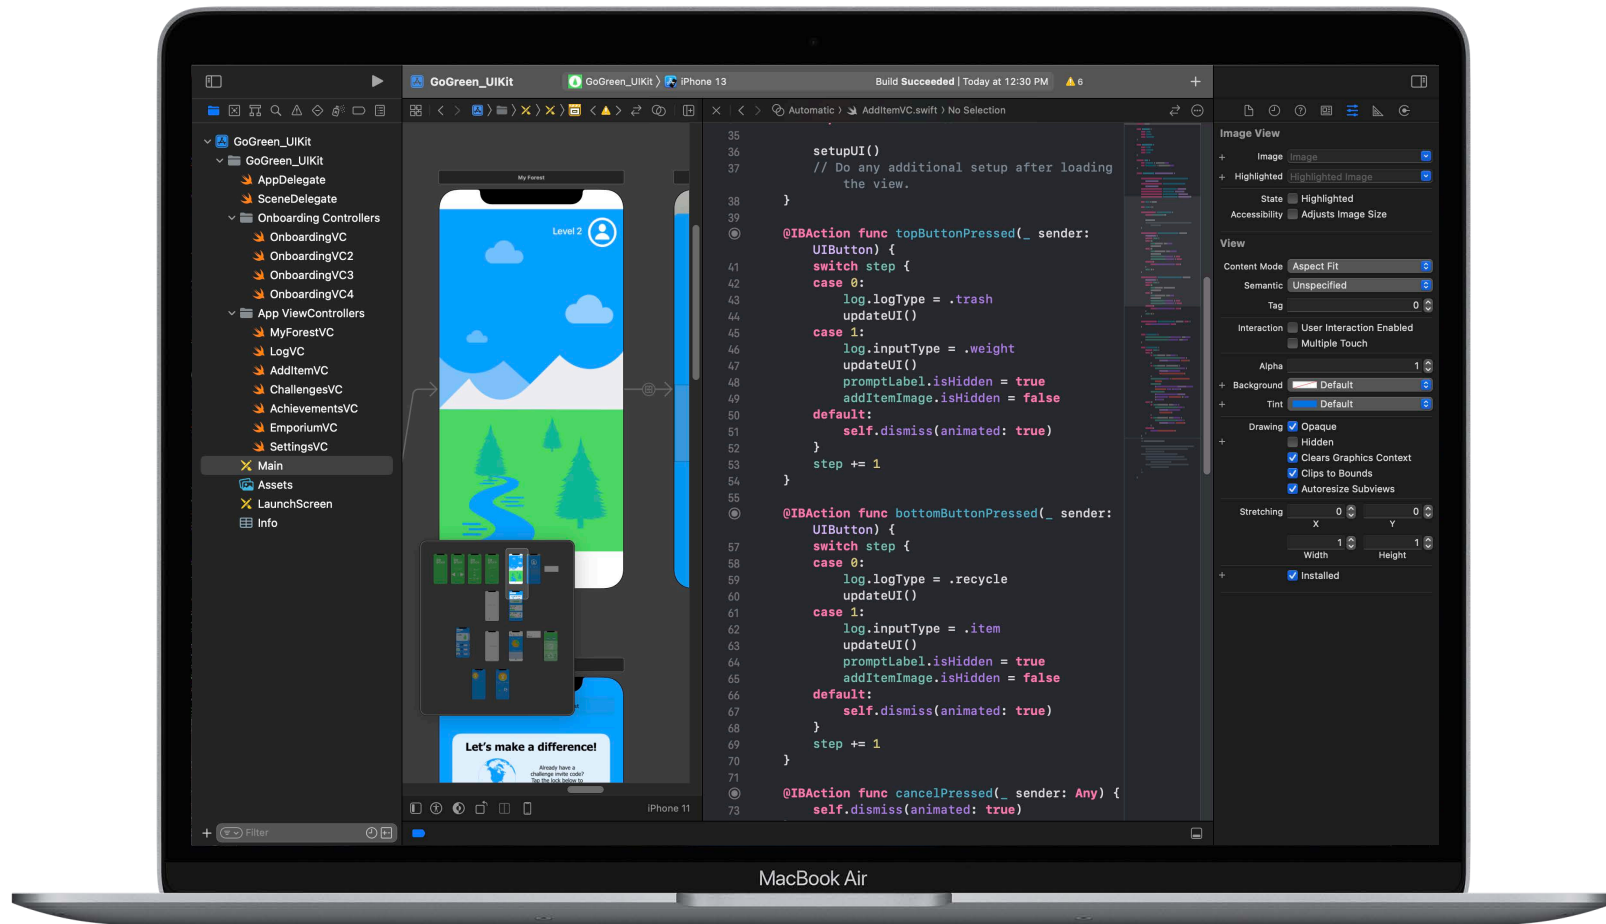 GoGreen_UIKit
GoGreen_UIKit
iPhone 13
Build Succeeded | Today at 12:30 PM
6
Automatic
AddItemVC.swift
No Selection
GoGreen_UIKit
GoGreen_UIKit
AppDelegate
SceneDelegate
Onboarding Controllers
OnboardingVC
OnboardingVC2
OnboardingVC3
OnboardingVC4
App ViewControllers
MyForestVC
LogVC
AddItemVC
ChallengesVC
AchievementsVC
EmporiumVC
SettingsVC
Main
Assets
LaunchScreen
Info
Filter
My Forest
Level 2
Let's make a difference!
Already have a
challenge invite code?
Tap the lock below to
iPhone 11
35
36 setupUI()
37 // Do any additional setup after loading
the view.
38 }
39
@IBAction func topButtonPressed(_ sender:
UIButton) {
41 switch step {
42 case 0:
43 log.logType = .trash
44 updateUI()
45 case 1:
46 log.inputType = .weight
47 updateUI()
48 promptLabel.isHidden = true
49 addItemImage.isHidden = false
50 default:
51 self.dismiss(animated: true)
52 }
53 step += 1
54 }
55
@IBAction func bottomButtonPressed(_ sender:
UIButton) {
57 switch step {
58 case 0:
59 log.logType = .recycle
60 updateUI()
61 case 1:
62 log.inputType = .item
63 updateUI()
64 promptLabel.isHidden = true
65 addItemImage.isHidden = false
66 default:
67 self.dismiss(animated: true)
68 }
69 step += 1
70 }
71
@IBAction func cancelPressed(_ sender: Any) {
73 self.dismiss(animated: true)
Image View
Image Image
Highlighted Highlighted Image
State Highlighted
Accessibility Adjusts Image Size
View
Content Mode Aspect Fit
Semantic Unspecified
Tag 0
Interaction User Interaction Enabled
Multiple Touch
Alpha 1
Background Default
Tint Default
Drawing Opaque
Hidden
Clears Graphics Context
Clips to Bounds
Autoresize Subviews
Stretching 0 0
X Y
1 1
Width Height
Installed
MacBook Air